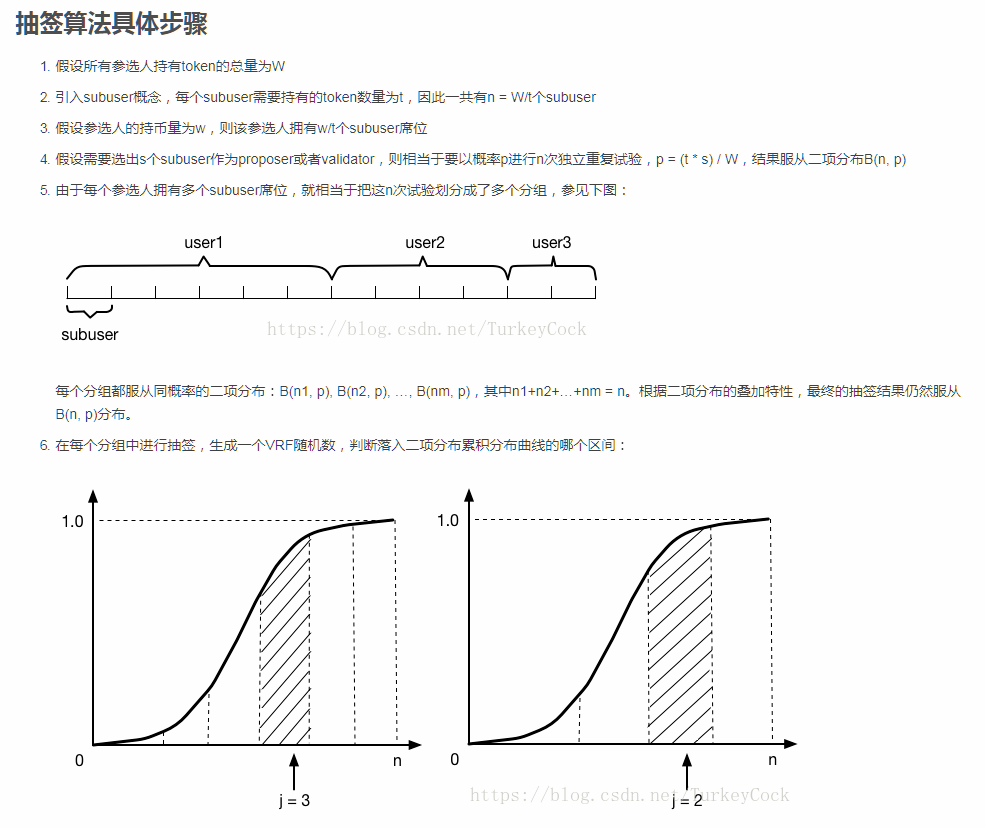 抽签算法具体步骤
1. 假设所有参选人持有token的总量为W
2. 引入subuser概念，每个subuser需要持有的token数量为t，因此一共有n = W/t个subuser
3. 假设参选人的持币量为w，则该参选人拥有w/t个subuser席位
4. 假设需要选出s个subuser作为proposer或者validator，则相当于要以概率p进行n次独立重复试验，p = (t * s) / W，结果服从二项分布B(n, p)
5. 由于每个参选人拥有多个subuser席位，就相当于把这n次试验划分成了多个分组，参见下图：
user1 user2 user3
subuser
https://blog.csdn.net/TurkeyCock
每个分组都服从同概率的二项分布：B(n1, p), B(n2, p), …, B(nm, p)，其中n1+n2+…+nm = n。根据二项分布的叠加特性，最终的抽签结果仍然服从
B(n, p)分布。
6. 在每个分组中进行抽签，生成一个VRF随机数，判断落入二项分布累积分布曲线的哪个区间：
1.0 1.0
0 n 0 n
j = 3 j = 2
https://blog.csdn.net/TurkeyCock